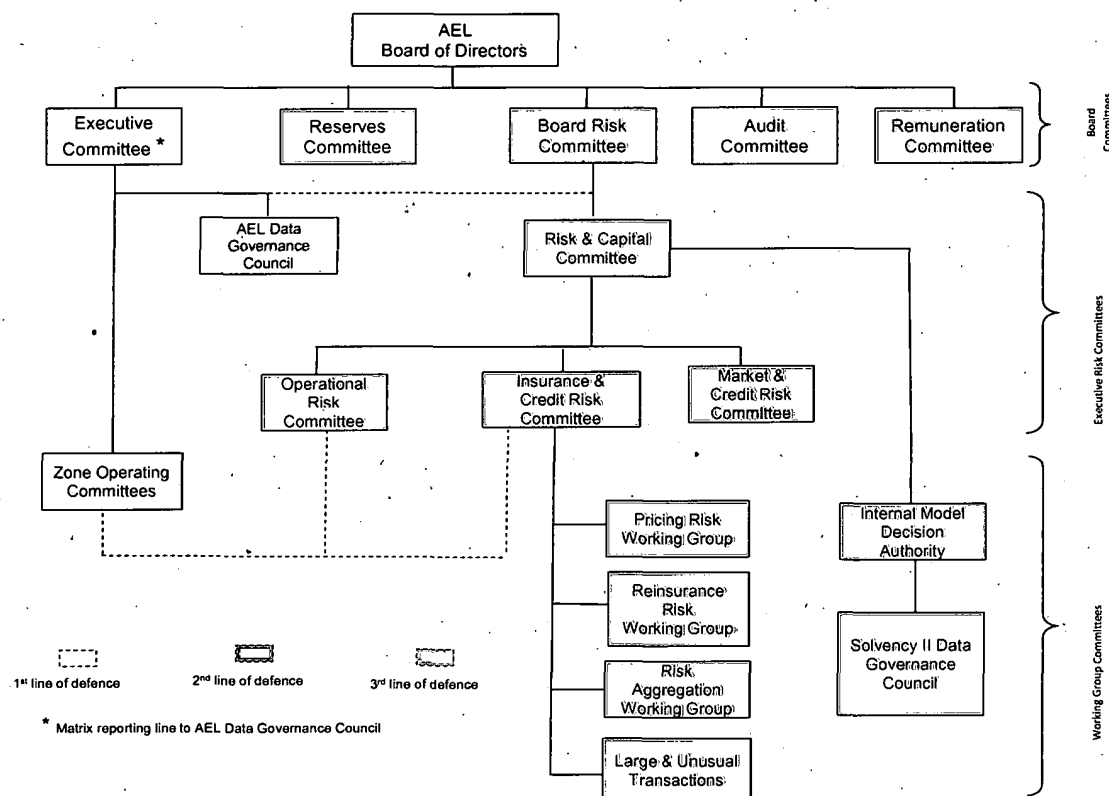 AEL
Board of Directors
Executive
Committee *
Reserves
Committee
Board Risk
Committee
Audit
Committee
Remuneration
Committee
Board
Committees
AEL Data
Governance
Council
Risk & Capital
Committee
Executive Risk Committees
Operational
Risk
Committee
Insurance &
Credit Risk
Committee
Market &
Credit Risk
Committee
Zone Operating
Committees
Pricing Risk
Working Group
Internal Model
Decision
Authority
Reinsurance
Risk
Working Group
Solvency II Data
Governance
Council
Risk
Aggregation
Working Group
Large & Unusual
Transactions
Working Group Committees
1st line of defence
2nd line of defence
3rd line of defence
* Matrix reporting line to AEL Data Governance Council